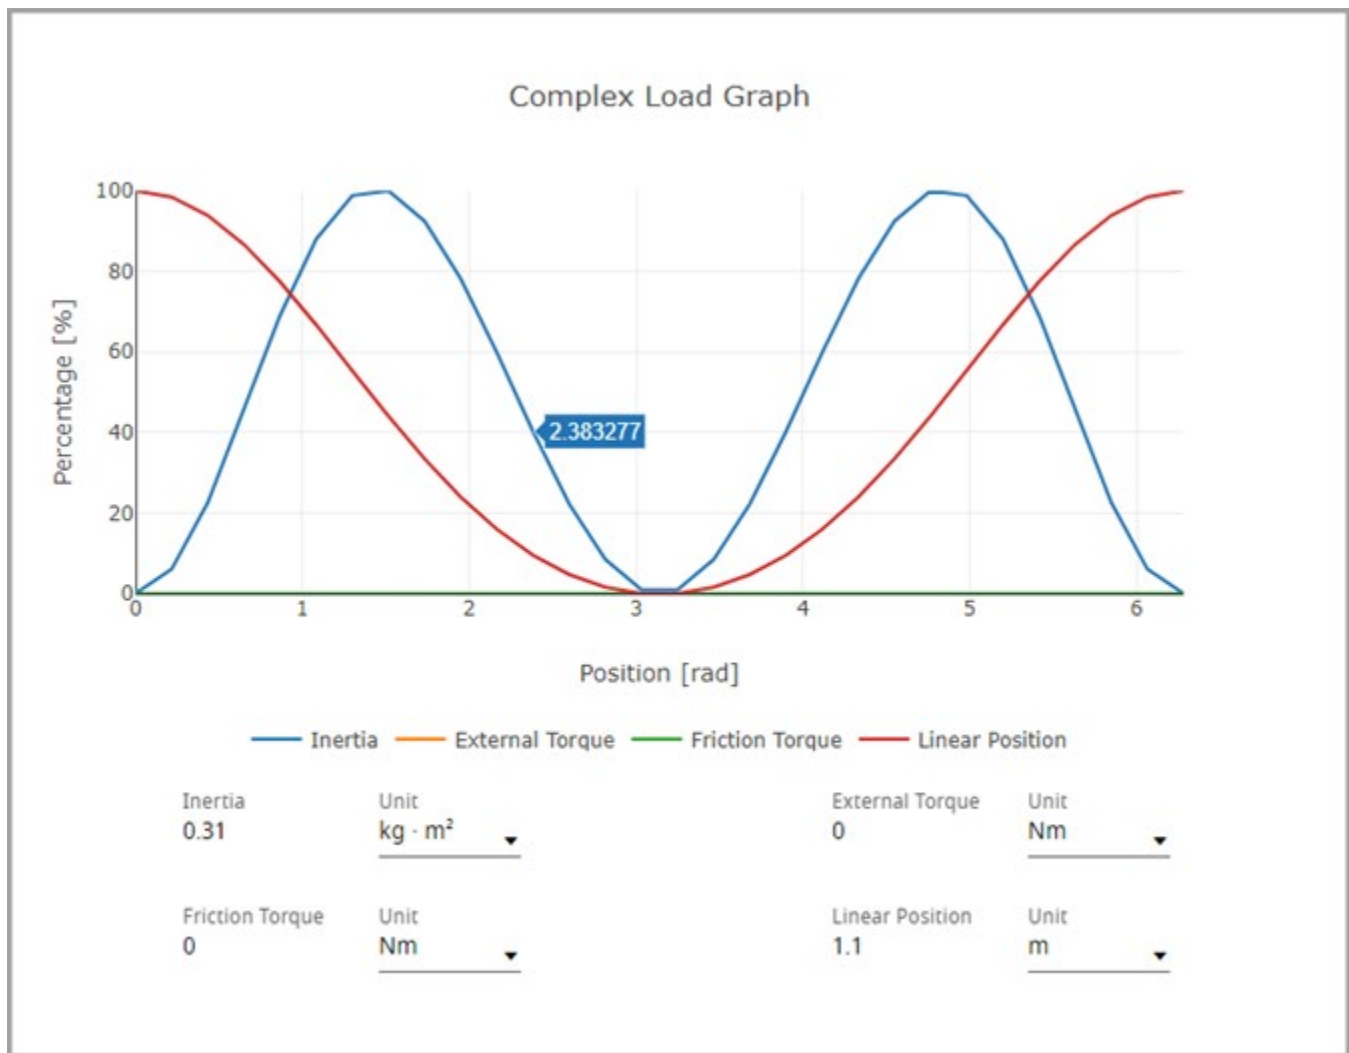 Complex Load Graph
100
80
60
40
20
0
Percentage [%]
2.383277
0 1 2 3 4 5 6
Position [rad]
Inertia External Torque Friction Torque Linear Position
Inertia Unit External Torque Unit
0.31 kg · m² 0 Nm
Friction Torque Unit Linear Position Unit
0 Nm 1.1 m